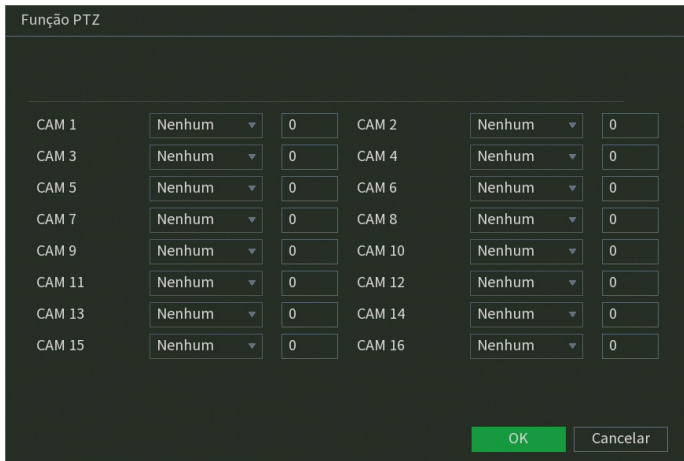 Função PTZ
CAM 1 Nenhum 0 CAM 2 Nenhum 0
CAM 3 Nenhum 0 CAM 4 Nenhum 0
CAM 5 Nenhum 0 CAM 6 Nenhum 0
CAM 7 Nenhum 0 CAM 8 Nenhum 0
CAM 9 Nenhum 0 CAM 10 Nenhum 0
CAM 11 Nenhum 0 CAM 12 Nenhum 0
CAM 13 Nenhum 0 CAM 14 Nenhum 0
CAM 15 Nenhum 0 CAM 16 Nenhum 0
OK Cancelar